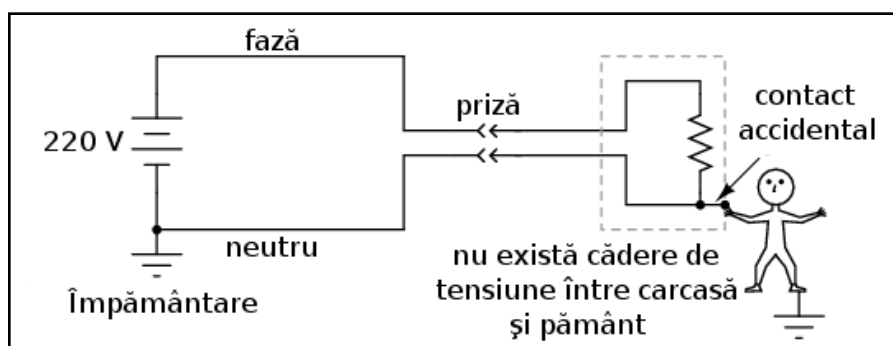 fază
priză
contact
accidental
220 V
neutru
Împământare
nu există cădere de
tensiune între carcasă
şi pământ